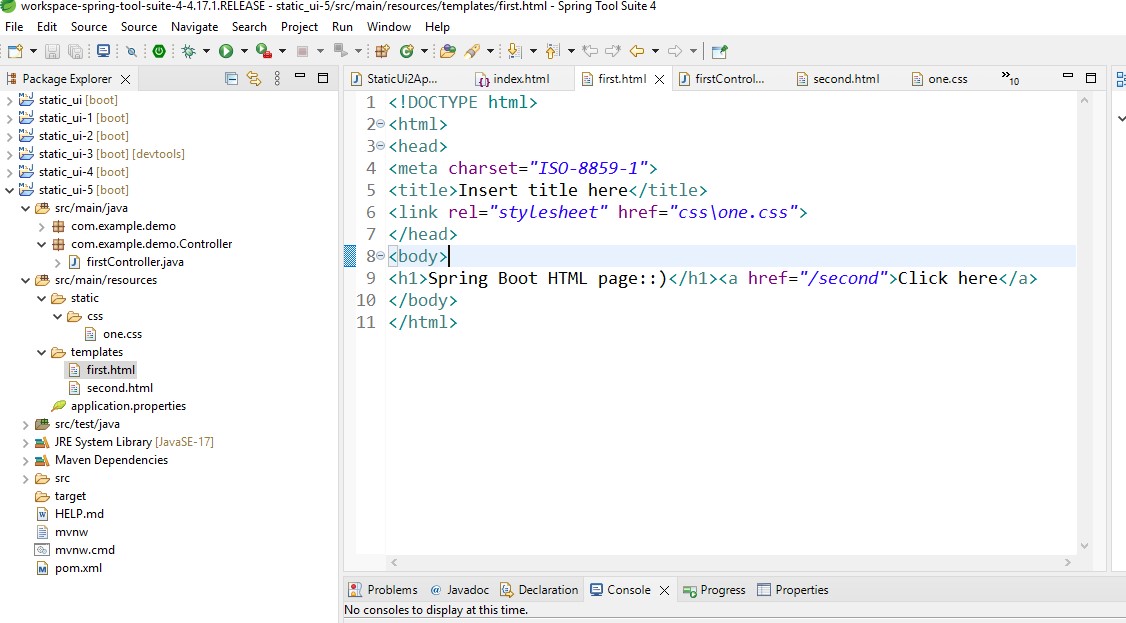 workspace-spring-tool-suite-4-4.17.1.RELEASE - static_ui-5/src/main/resources/templates/first.html - Spring Tool Suite 4
File Edit Source Source Navigate Search Project Run Window Help
Package Explorer
static_ui [boot]
static_ui-1 [boot]
static_ui-2 [boot]
static_ui-3 [boot] [devtools]
static_ui-4 [boot]
static_ui-5 [boot]
src/main/java
com.example.demo
com.example.demo.Controller
firstController.java
src/main/resources
static
css
one.css
templates
first.html
second.html
application.properties
src/test/java
JRE System Library [JavaSE-17]
Maven Dependencies
src
target
HELP.md
mvnw
mvnw.cmd
pom.xml
StaticUi2Ap... index.html first.html firstControl... second.html one.css »10
1 <!DOCTYPE html>
2 <html>
3 <head>
4 <meta charset="ISO-8859-1">
5 <title>Insert title here</title>
6 <link rel="stylesheet" href="css\one.css">
7 </head>
8 <body>
9 <h1>Spring Boot HTML page::)</h1><a href="/second">Click here</a>
10 </body>
11 </html>
Problems @ Javadoc Declaration Console Progress Properties
No consoles to display at this time.